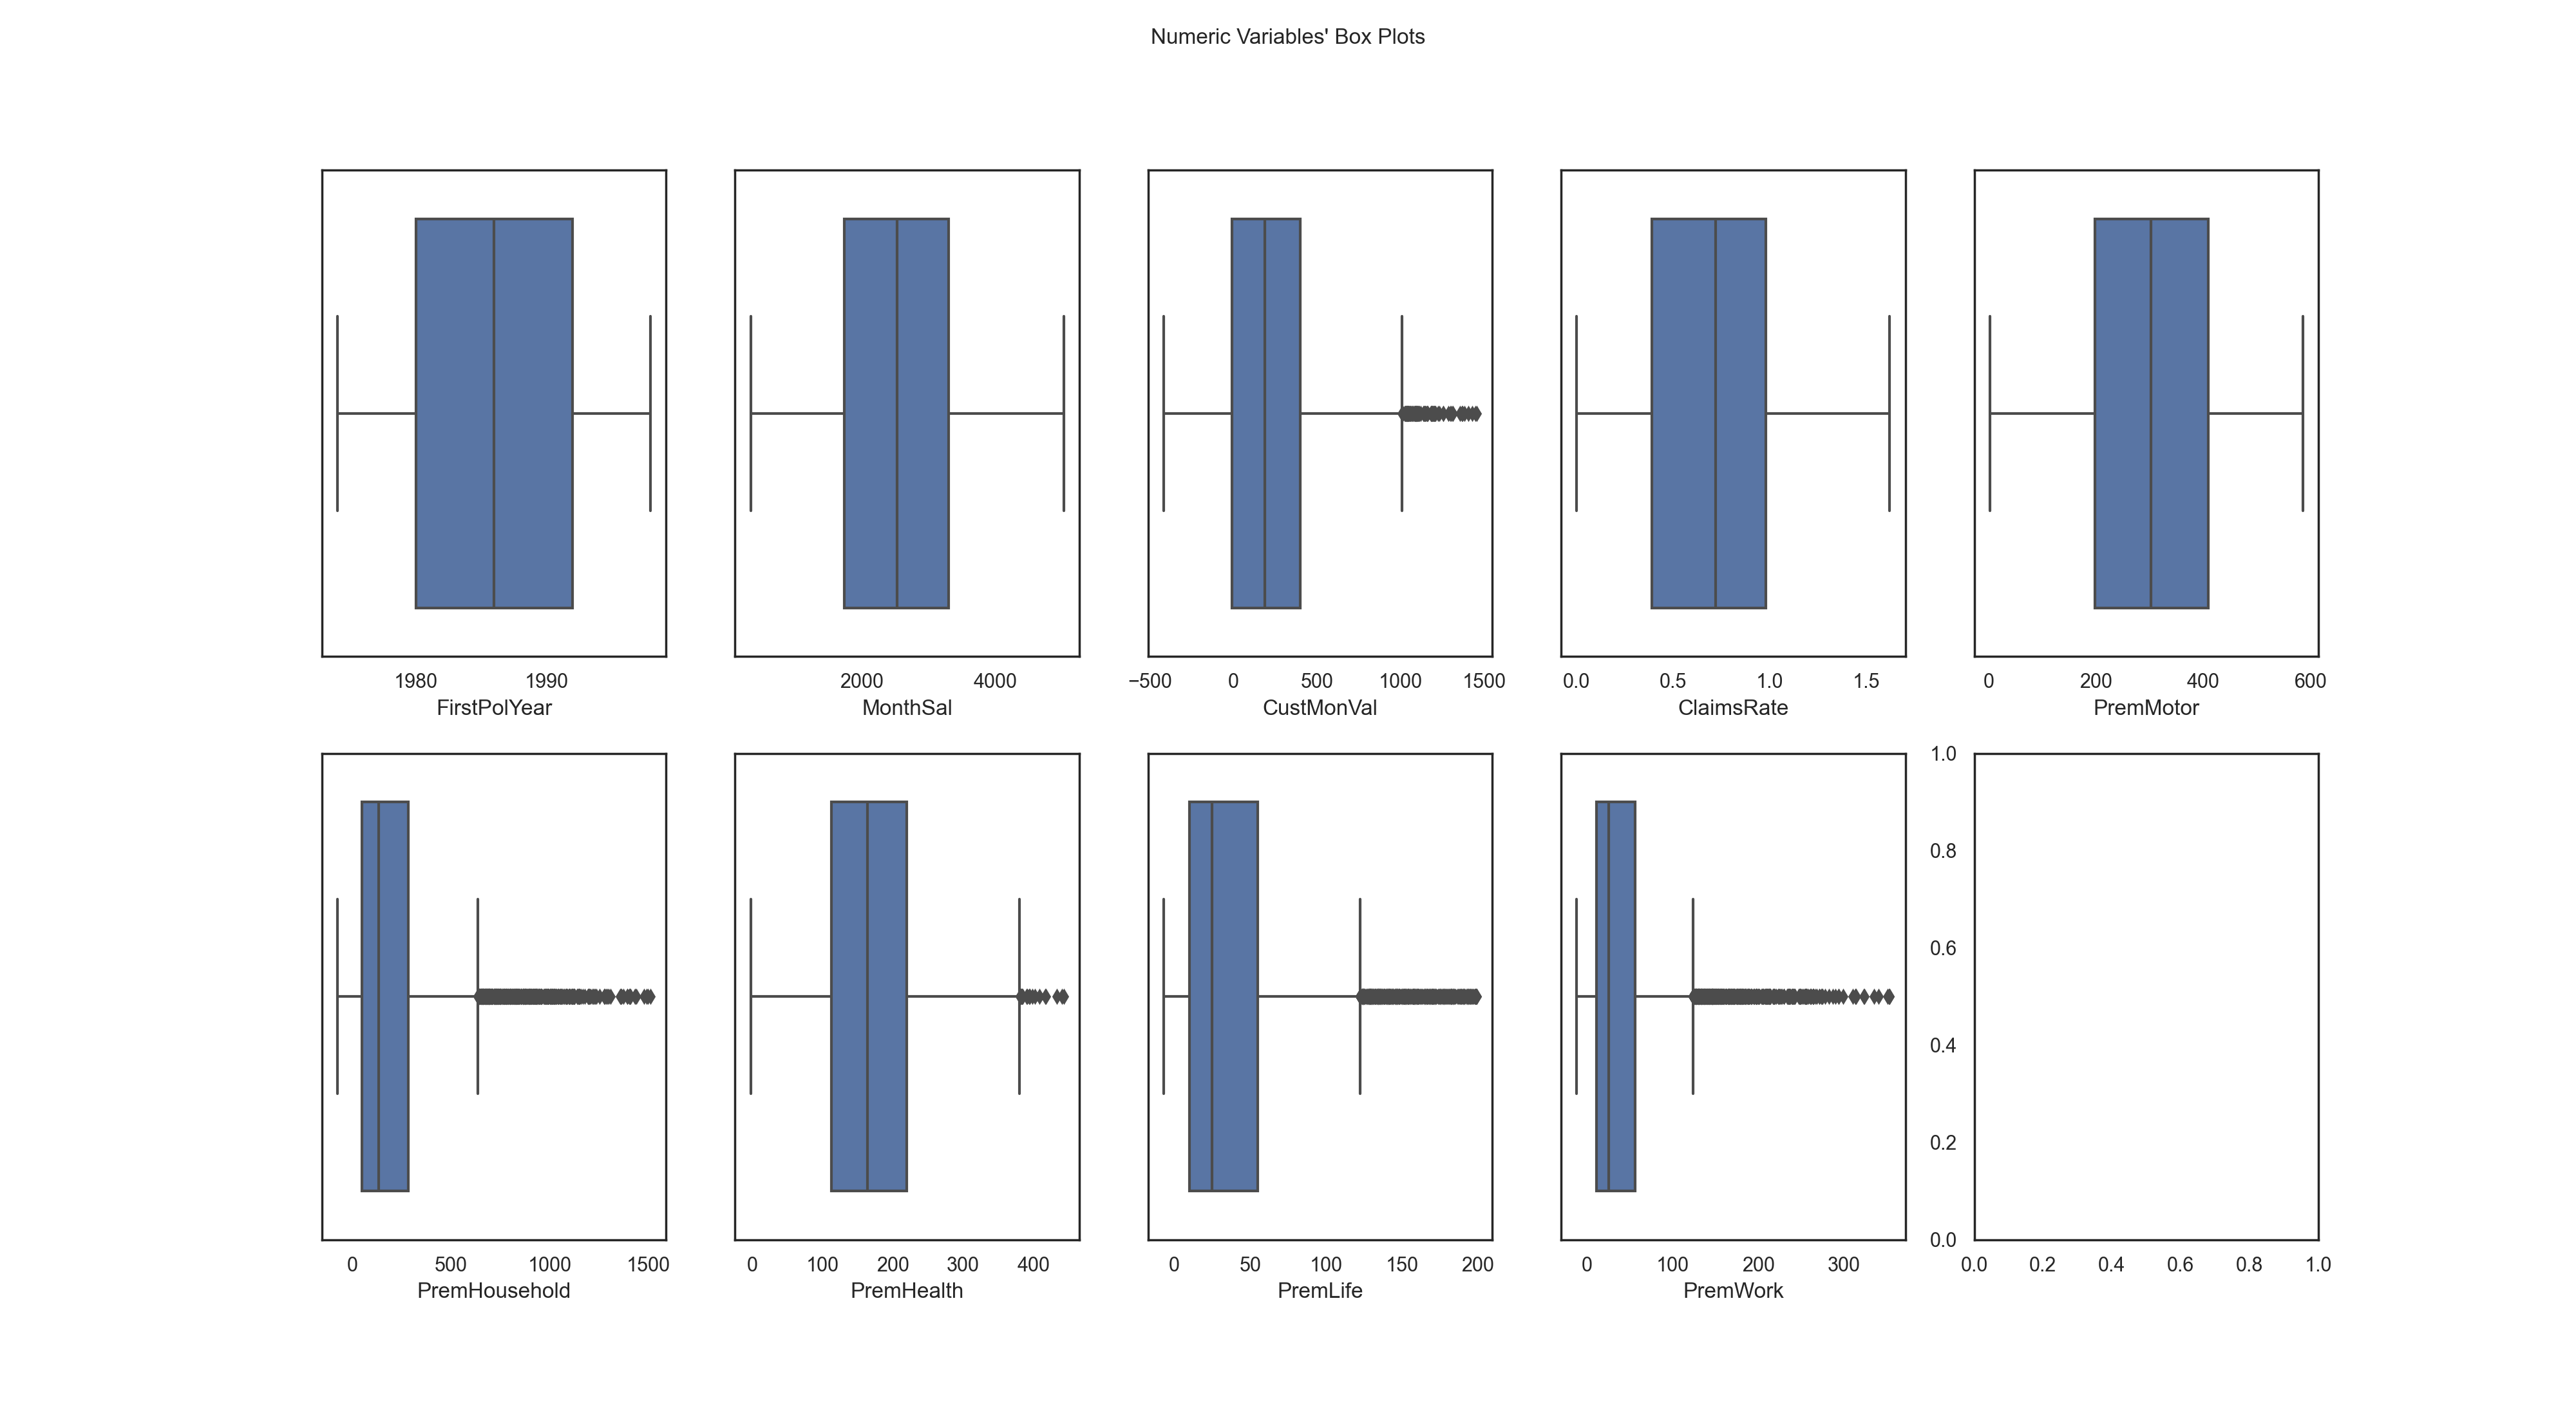 Numeric Variables' Box Plots
1980 1990
FirstPolYear
2000 4000
MonthSal
−500 0 500 1000 1500
CustMonVal
0.0 0.5 1.0 1.5
ClaimsRate
0 200 400 600
PremMotor
0 500 1000 1500
PremHousehold
0 100 200 300 400
PremHealth
0 50 100 150 200
PremLife
0 100 200 300
PremWork
1.0
0.8
0.6
0.4
0.2
0.0
0.0 0.2 0.4 0.6 0.8 1.0